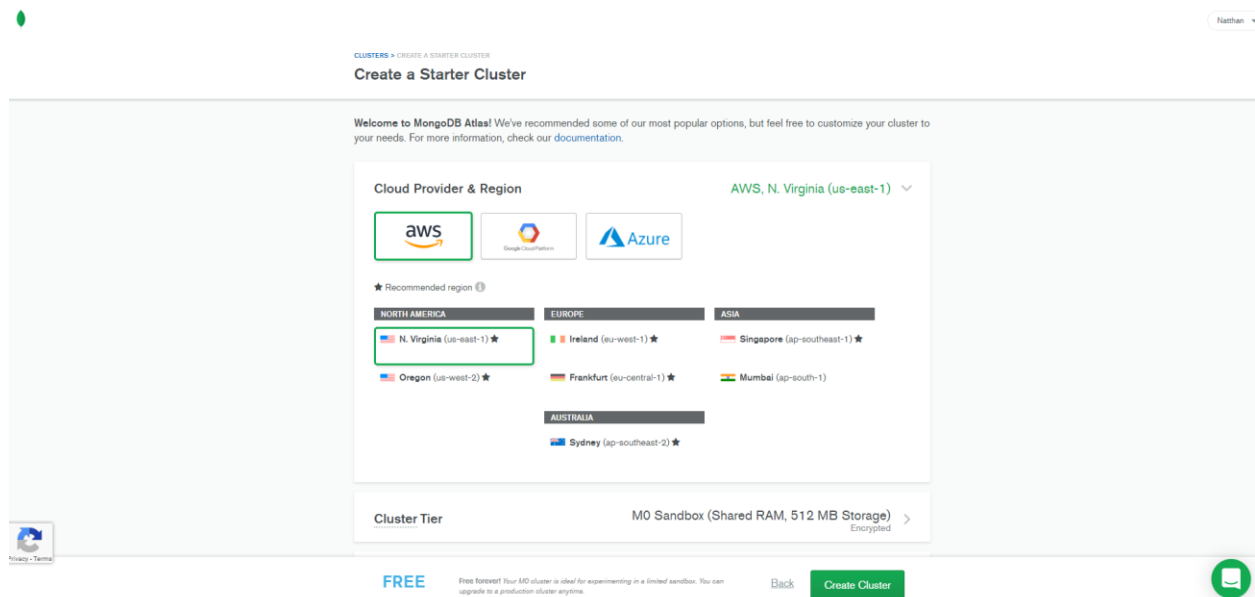 Natthan
CLUSTERS > CREATE A STARTER CLUSTER
Create a Starter Cluster
Welcome to MongoDB Atlas! We've recommended some of our most popular options, but feel free to customize your cluster to
your needs. For more information, check our documentation.
Cloud Provider & Region
AWS, N. Virginia (us-east-1)
aws
Google Cloud Platform
Azure
★ Recommended region
NORTH AMERICA
EUROPE
ASIA
N. Virginia (us-east-1) ★
Ireland (eu-west-1) ★
Singapore (ap-southeast-1) ★
Oregon (us-west-2) ★
Frankfurt (eu-central-1) ★
Mumbai (ap-south-1)
AUSTRALIA
Sydney (ap-southeast-2) ★
Cluster Tier
M0 Sandbox (Shared RAM, 512 MB Storage)
Encrypted
Privacy - Terms
FREE
Free forever! Your M0 cluster is ideal for experimenting in a limited sandbox. You can
upgrade to a production cluster anytime.
Back
Create Cluster